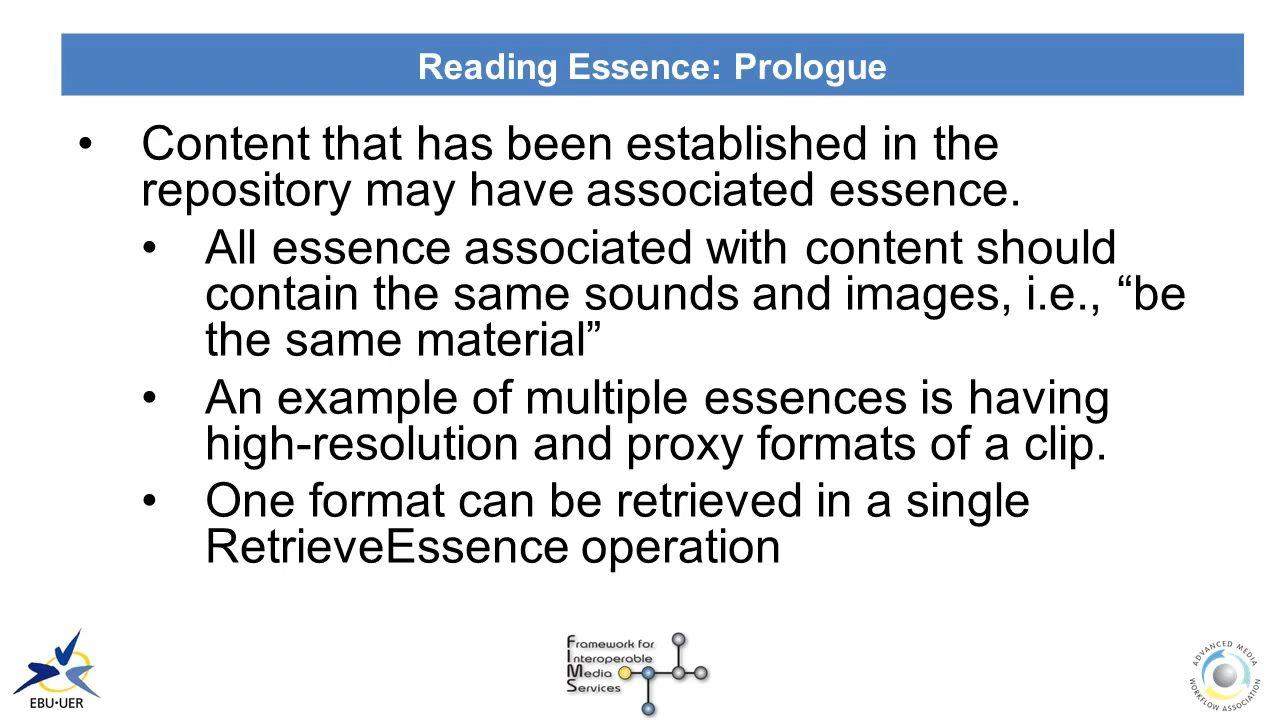 Reading Essence: Prologue
• Content that has been established in the
repository may have associated essence.
• All essence associated with content should
contain the same sounds and images, i.e., “be
the same material”
• An example of multiple essences is having
high-resolution and proxy formats of a clip.
• One format can be retrieved in a single
RetrieveEssence operation
EBU·UER
Framework for
Interoperable
Media
Services
ADVANCED MEDIA
WORKFLOW ASSOCIATION